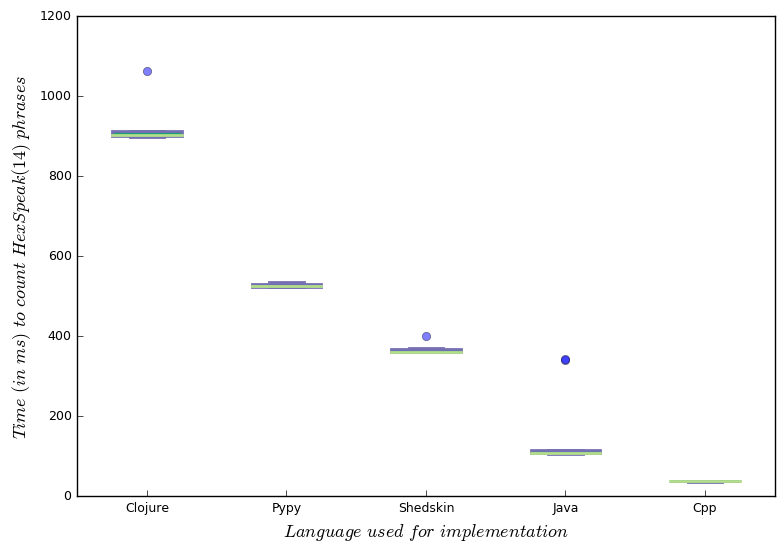 1200
1000
800
600
400
200
0
Time (in ms) to count HexSpeak(14) phrases
Clojure Pypy Shedskin Java Cpp
Language used for implementation